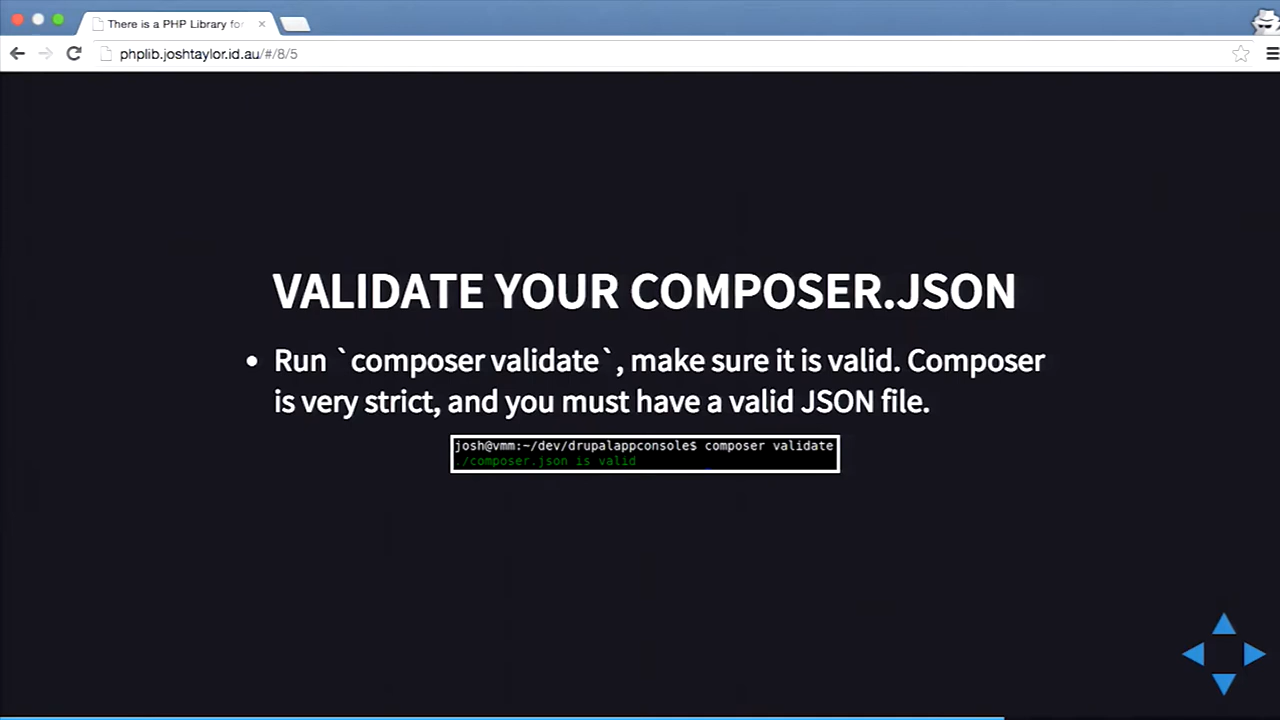 There is a PHP Library for
phplib.joshtaylor.id.au/#/8/5
VALIDATE YOUR COMPOSER.JSON
• Run `composer validate`, make sure it is valid. Composer
is very strict, and you must have a valid JSON file.
josh@vmm:~/dev/drupalappconsole$ composer validate
./composer.json is valid